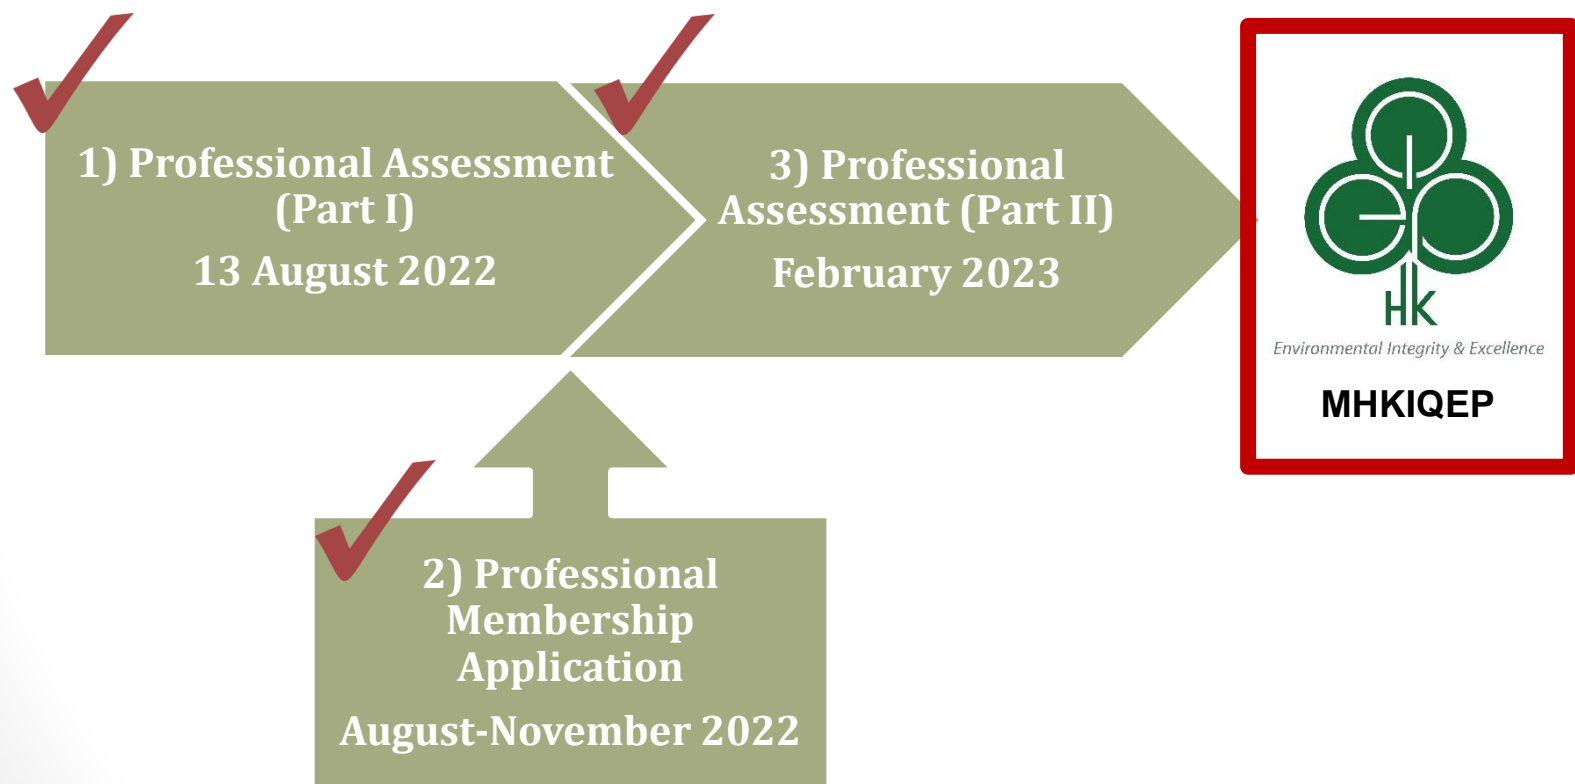 1) Professional Assessment
(Part I)
13 August 2022
3) Professional
Assessment (Part II)
February 2023
HK
Environmental Integrity & Excellence
MHKIQEP
2) Professional
Membership
Application
August-November 2022